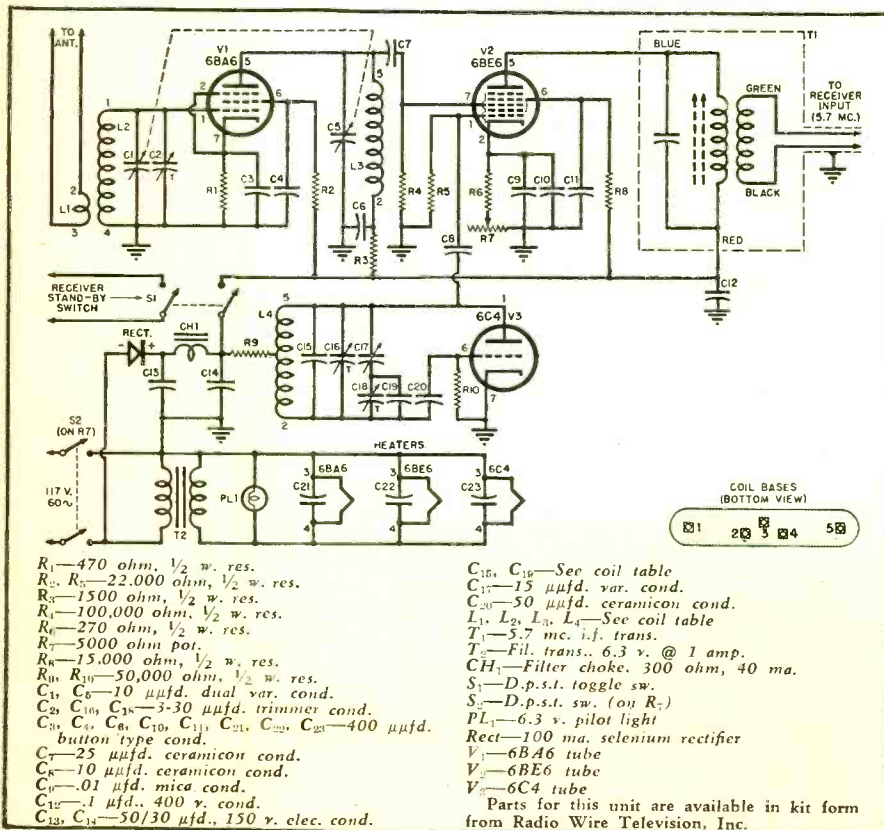 TO ANT.
V1
6BA6
C7
V2
6BE6
BLUE
T1
GREEN
TO RECEIVER INPUT (5.7 MC.)
BLACK
RED
L1
L2
C1
C2
T
R1
C3
C4
R2
C5
L3
C6
R3
R4
R5
C8
R6
R7
C9
C10
C11
R8
C12
RECEIVER STAND-BY SWITCH
S1
RECT.
CH1
C13
C14
R9
L4
C15
C16
T
C17
C18
T
C19
C20
R10
6C4
V3
S2 (ON R7)
117 V. 60~
T2
PL1
HEATERS
6BA6
C21
6BE6
C22
6C4
C23
COIL BASES
(BOTTOM VIEW)
1 2 3 4 5
R₁—470 ohm, ½ w. res.
R₂, R₅—22.000 ohm, ½ w. res.
R₃—1500 ohm, ½ w. res.
R₄—100,000 ohm, ½ w. res.
R₆—270 ohm, ½ w. res.
R₇—5000 ohm pot.
R₈—15,000 ohm, ½ w. res.
R₉, R₁₀—50,000 ohm, ½ w. res.
C₁, C₅—10 μμfd. dual var. cond.
C₂, C₁₆, C₁₈—3-30 μμfd. trimmer cond.
C₃, C₄, C₆, C₁₀, C₁₁, C₂₁, C₂₂, C₂₃—400 μμfd.
button type cond.
C₇—25 μμfd. ceramicon cond.
C₈—10 μμfd. ceramicon cond.
C₉—.01 μfd. mica cond.
C₁₂—.1 μfd., 400 v. cond.
C₁₃, C₁₄—50/30 μfd., 150 v. elec. cond.
C₁₅, C₁₉—See coil table
C₁₇—15 μμfd. var. cond.
C₂₀—50 μμfd. ceramicon cond.
L₁, L₂, L₃, L₄—See coil table
T₁—5.7 mc. i.f. trans.
T₂—Fil. trans.. 6.3 v. @ 1 amp.
CH₁—Filter choke. 300 ohm, 40 ma.
S₁—D.p.s.t. toggle sw.
S₂—D.p.s.t. sw. (on R₇)
PL₁—6.3 v. pilot light
Rect—100 ma. selenium rectifier
V₁—6BA6 tube
V₂—6BE6 tube
V₃—6C4 tube
Parts for this unit are available in kit form
from Radio Wire Television, Inc.